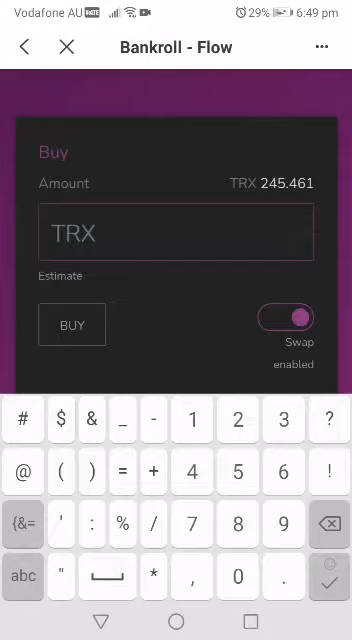 Vodafone AU VoLTE 29% 6:49 pm
Bankroll - Flow
Buy
Amount TRX 245.461
TRX
Estimate
BUY
Swap
enabled
# $ & _ - 1 2 3 ?
@ ( ) = + 4 5 6 !
{&= ' : % / 7 8 9
abc " * , 0 .